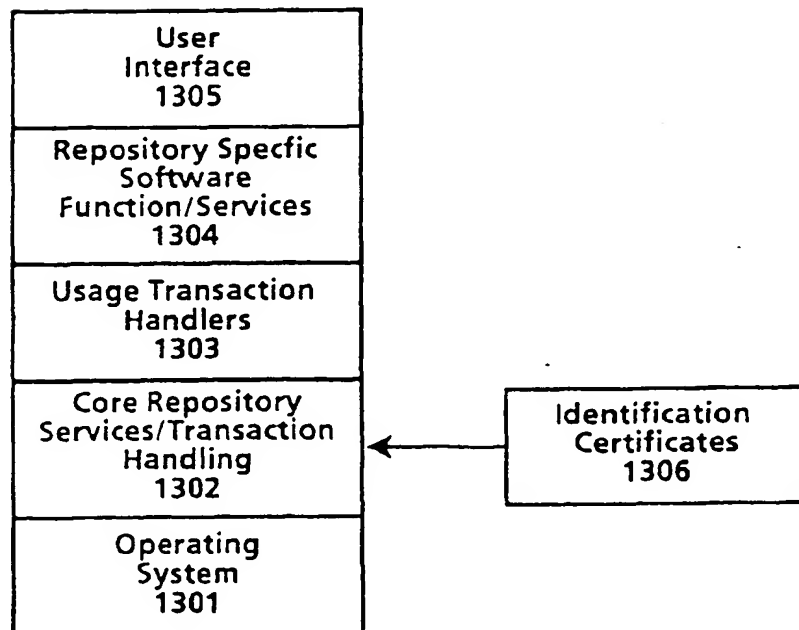 User
Interface
1305
Repository Specfic
Software
Function/Services
1304
Usage Transaction
Handlers
1303
Core Repository
Services/Transaction
Handling
1302
Identification
Certificates
1306
Operating
System
1301